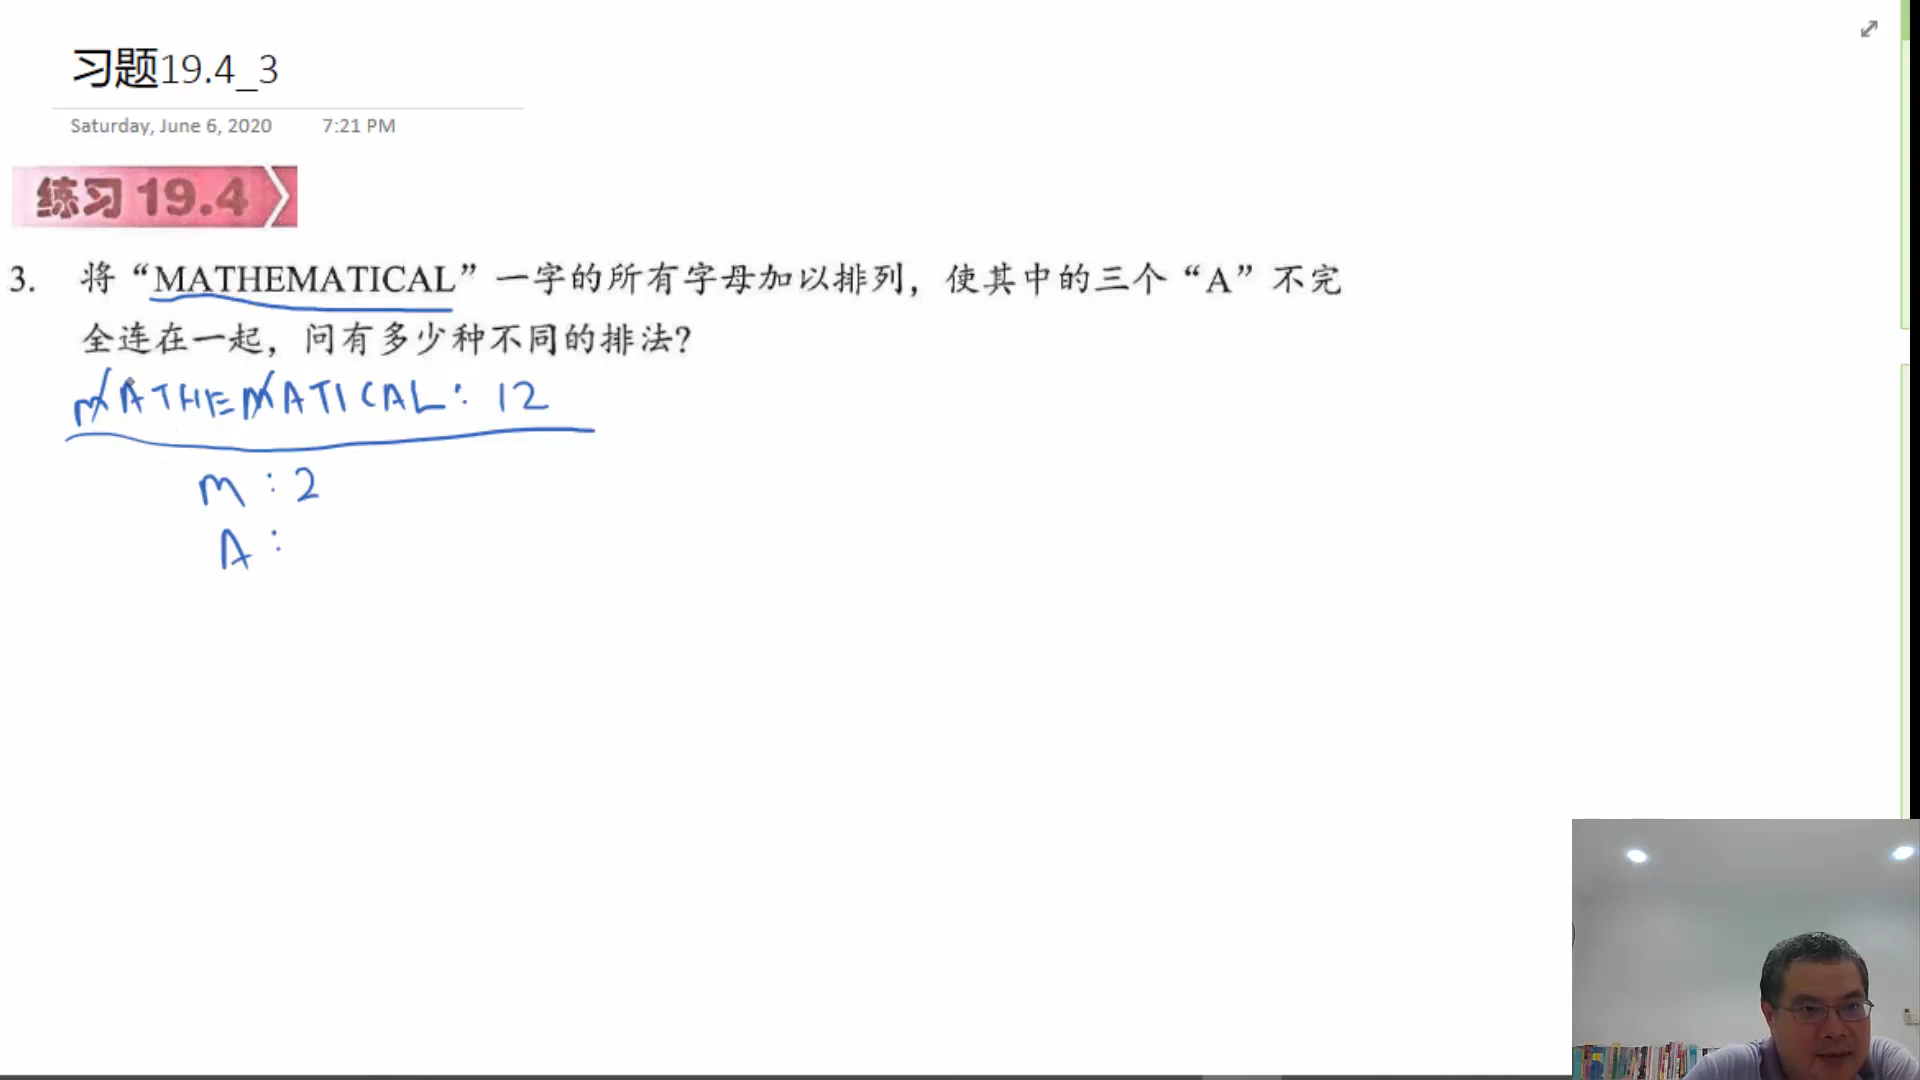 习题19.4_3
Saturday, June 6, 2020 7:21 PM
练习 19.4
3. 将“MATHEMATICAL”一字的所有字母加以排列，使其中的三个“A”不完
全连在一起，问有多少种不同的排法?
MATHEMATICAL: 12
M : 2
A :